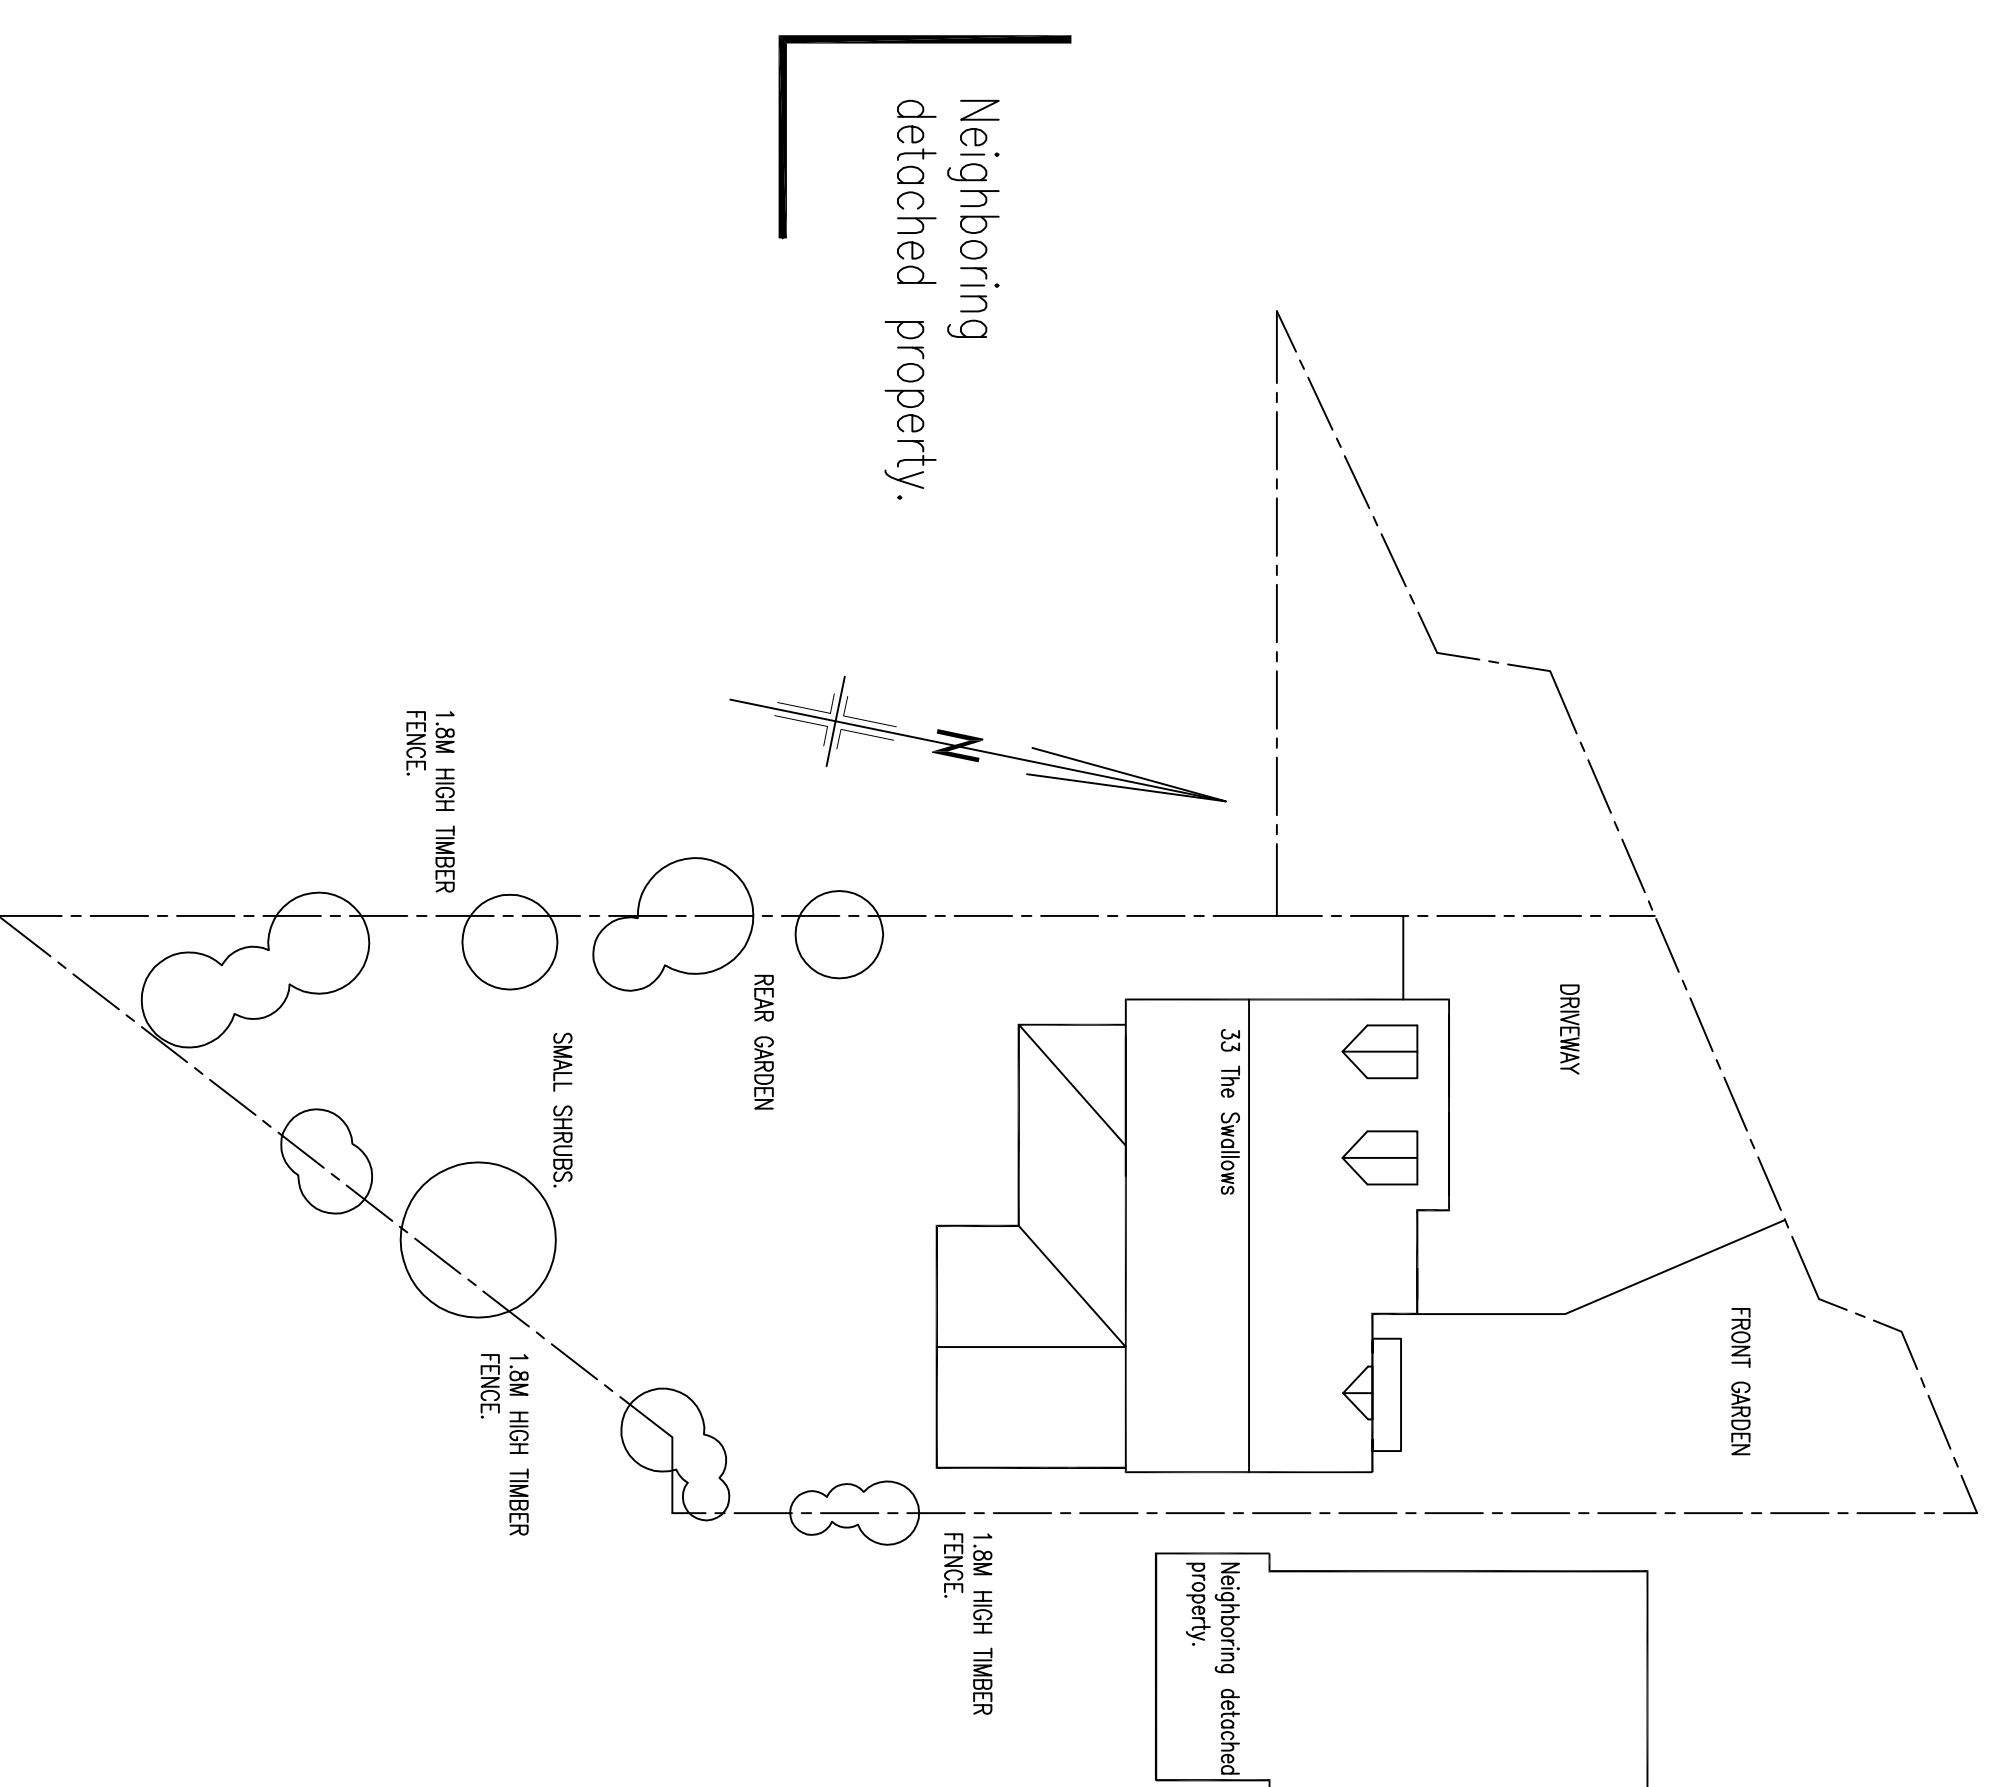 Neighboring
detached property.
N
1.8M HIGH TIMBER
FENCE.
DRIVEWAY
REAR GARDEN
33 The Swallows
SMALL SHRUBS.
FRONT GARDEN
1.8M HIGH TIMBER
FENCE.
1.8M HIGH TIMBER
FENCE.
Neighboring detached
property.